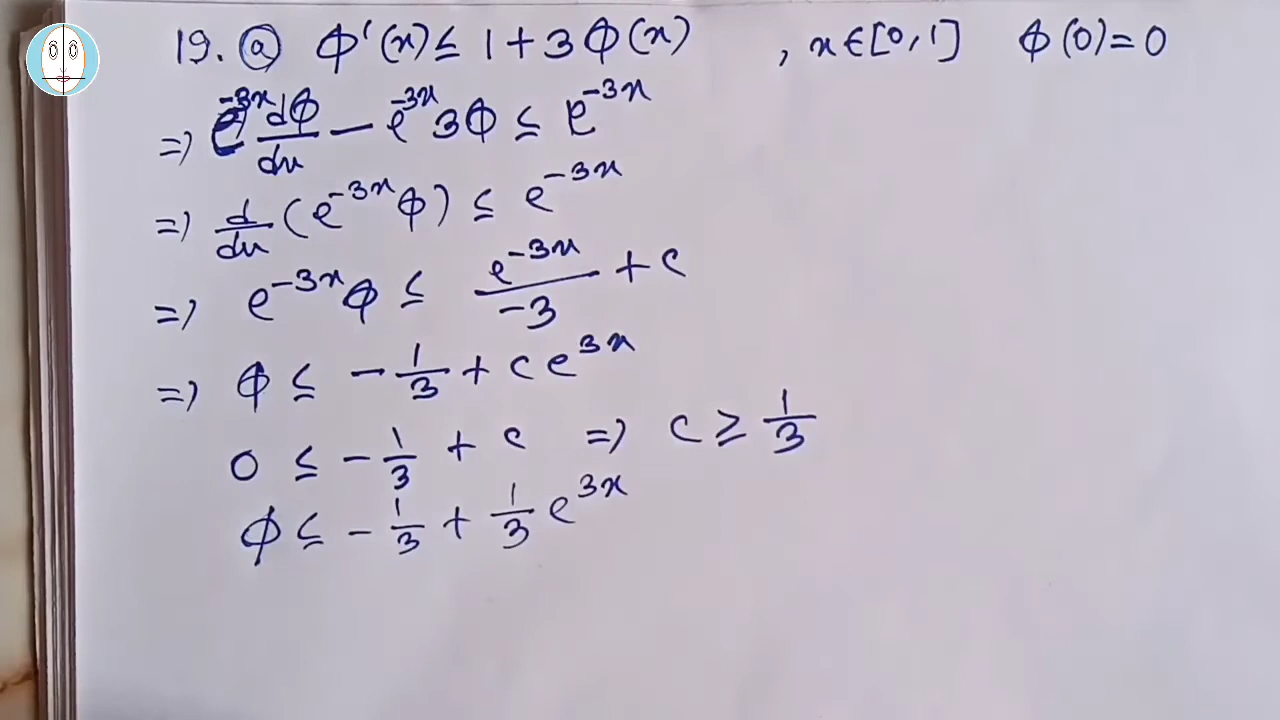 19. (a) φ'(x) ≤ 1 + 3φ(x) , x ∈ [0, 1] φ(0) = 0
⇒ e^{-3x} dφ/dx − e^{-3x} 3φ ≤ e^{-3x}
⇒ d/dx (e^{-3x} φ) ≤ e^{-3x}
⇒ e^{-3x} φ ≤ e^{-3x}/-3 + c
⇒ φ ≤ − 1/3 + c e^{3x}
0 ≤ − 1/3 + c ⇒ c ≥ 1/3
φ ≤ − 1/3 + 1/3 e^{3x}